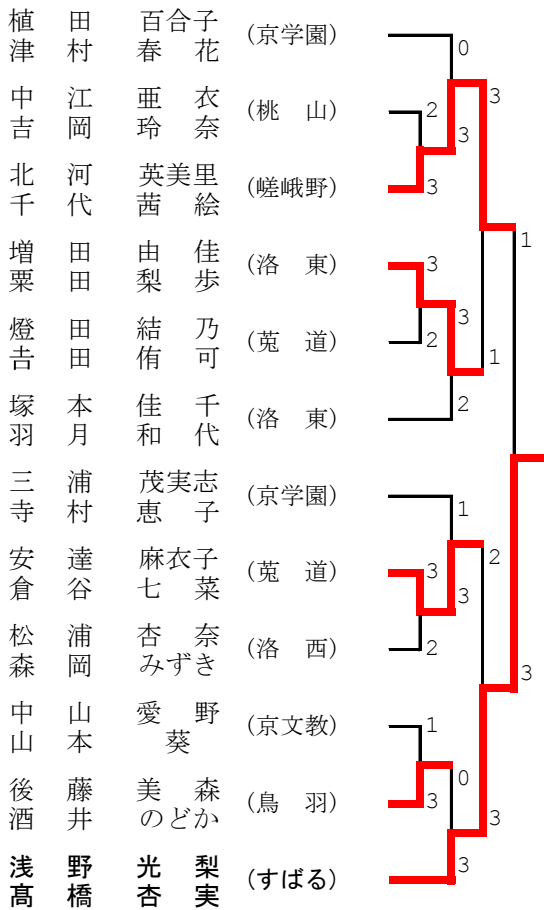 植田 百合子
津村 春花
(京学園)
中江 亜衣
吉岡 玲奈
(桃山)
北河 英美里
千代 茜絵
(嵯峨野)
増田 由佳
粟田 梨歩
(洛東)
燈田 結乃
𠮷田 侑可
(莵道)
塚本 佳千
羽月 和代
(洛東)
三浦 茂実志
寺村 恵子
(京学園)
安達 麻衣子
倉谷 七菜
(莵道)
松浦 杏奈
森岡 みずき
(洛西)
中山 愛野
山本 葵
(京文教)
後藤 美森
酒井 のどか
(鳥羽)
浅野 光梨
髙橋 杏実
(すばる)
0
2
3
3
3
3
2
3
2
1
1
1
3
2
3
2
1
3
0
3
3
3